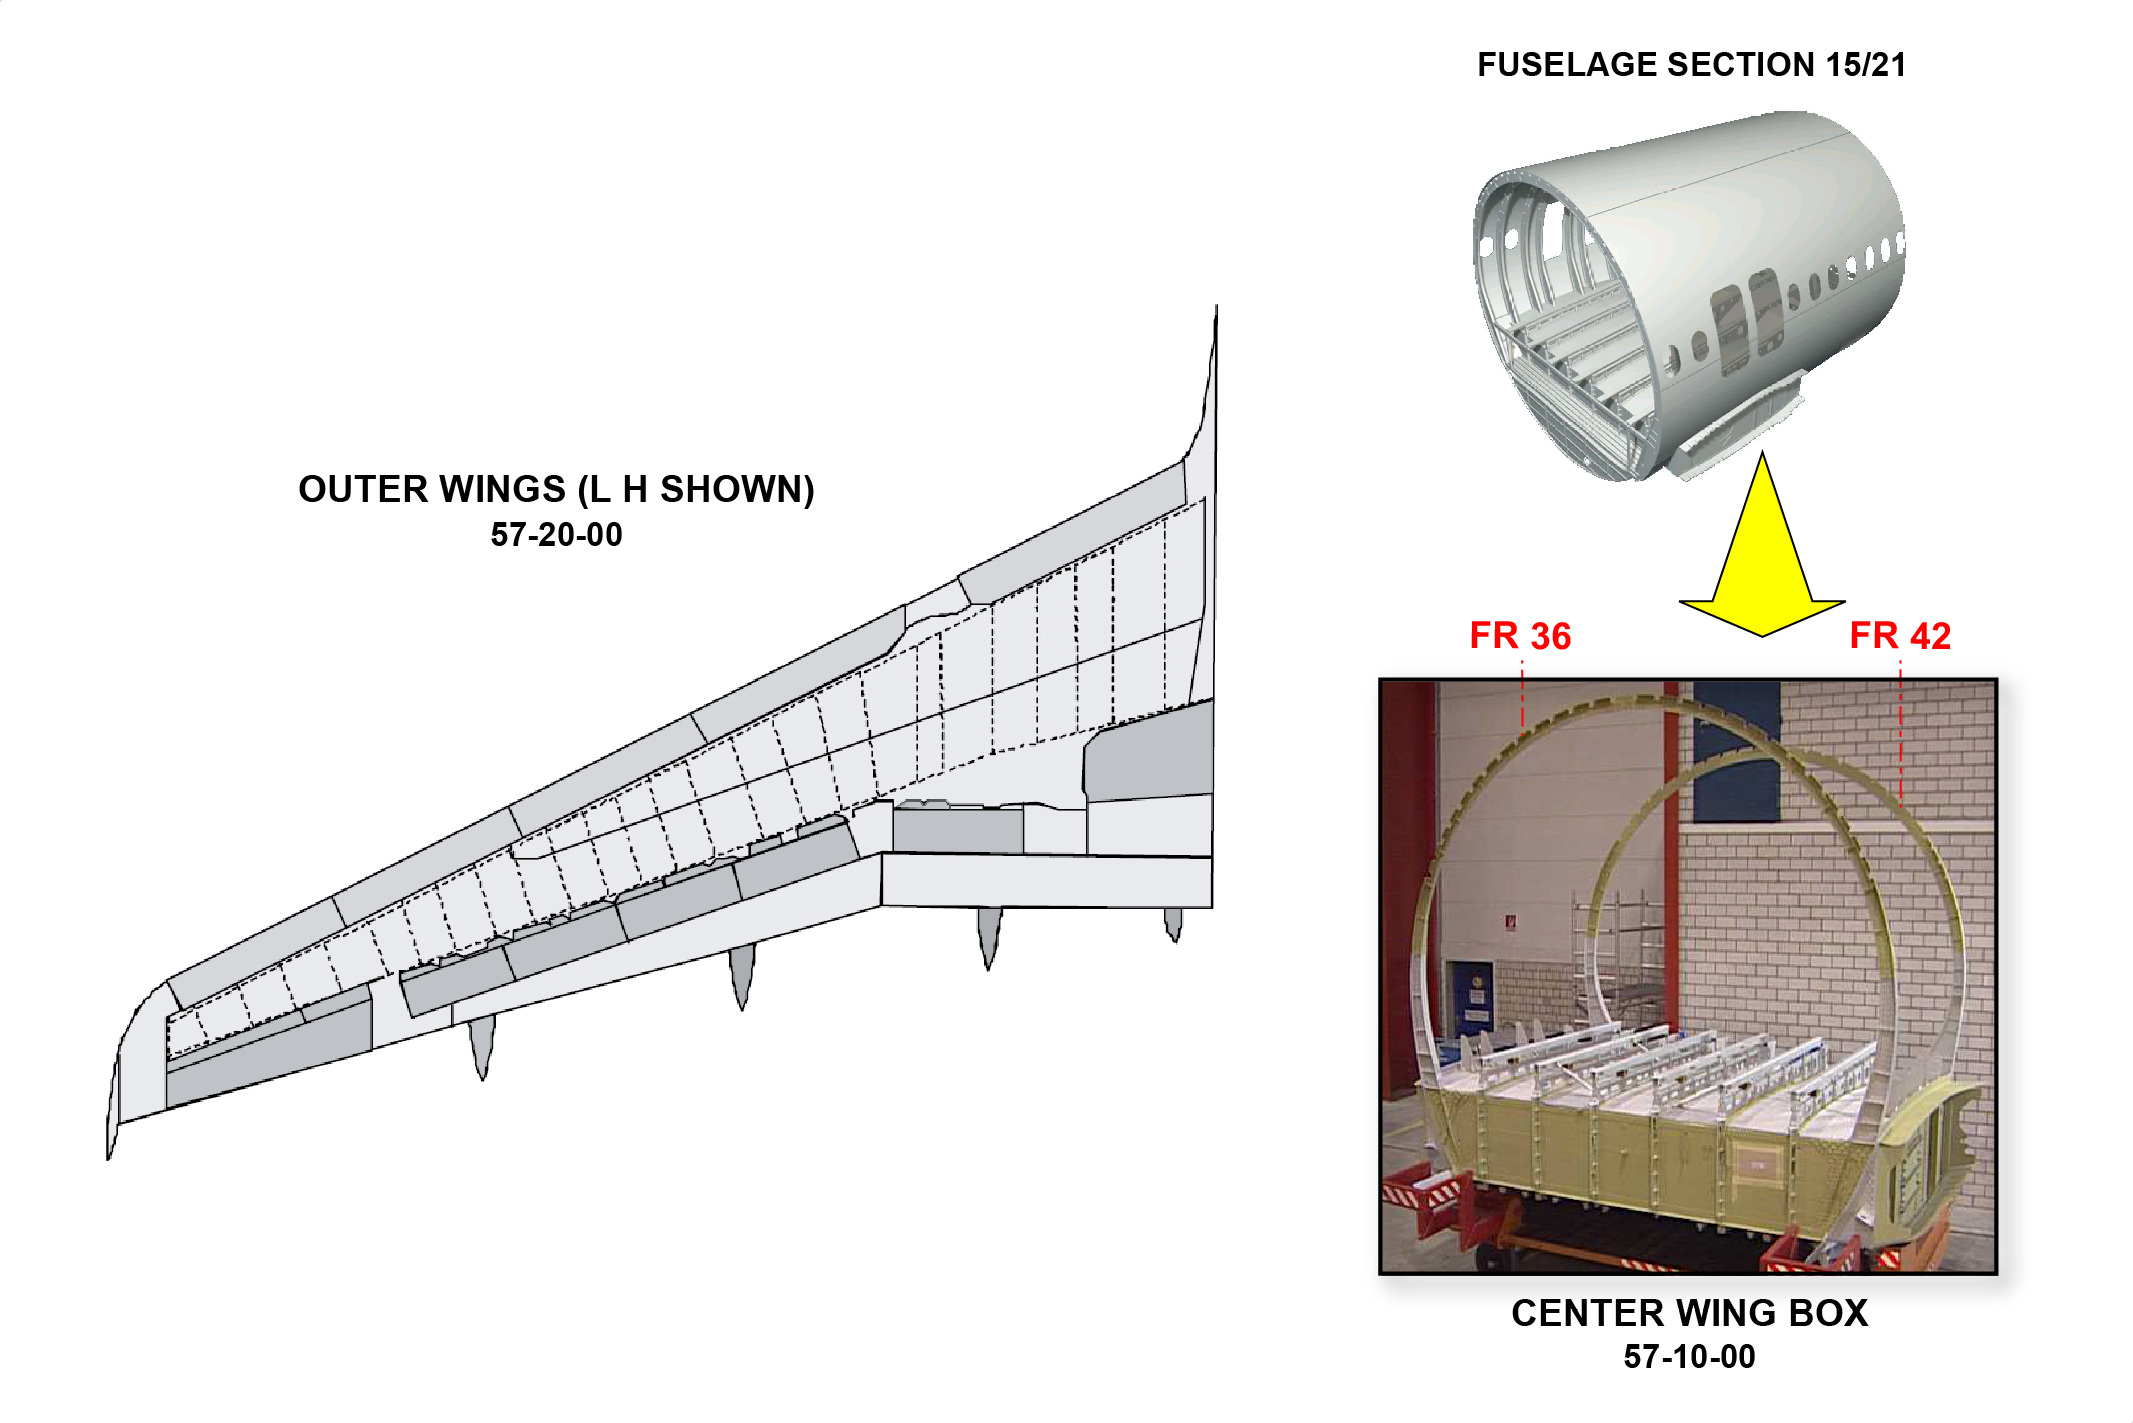 FUSELAGE SECTION 15/21
OUTER WINGS (L H SHOWN)
57-20-00
FR 36
FR 42
CENTER WING BOX
57-10-00